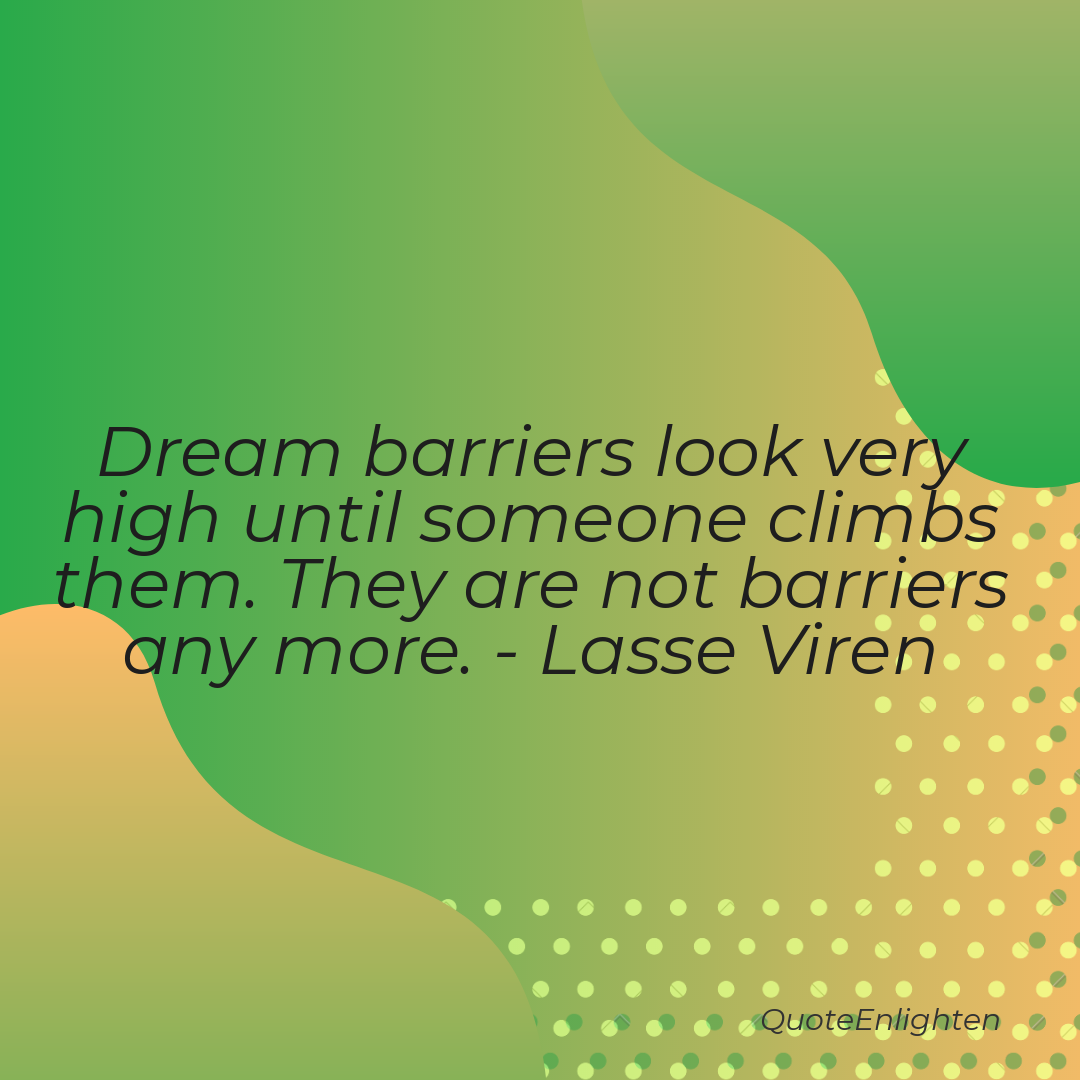 Dream barriers look very
high until someone climbs
them. They are not barriers
any more. - Lasse Viren
QuoteEnlighten